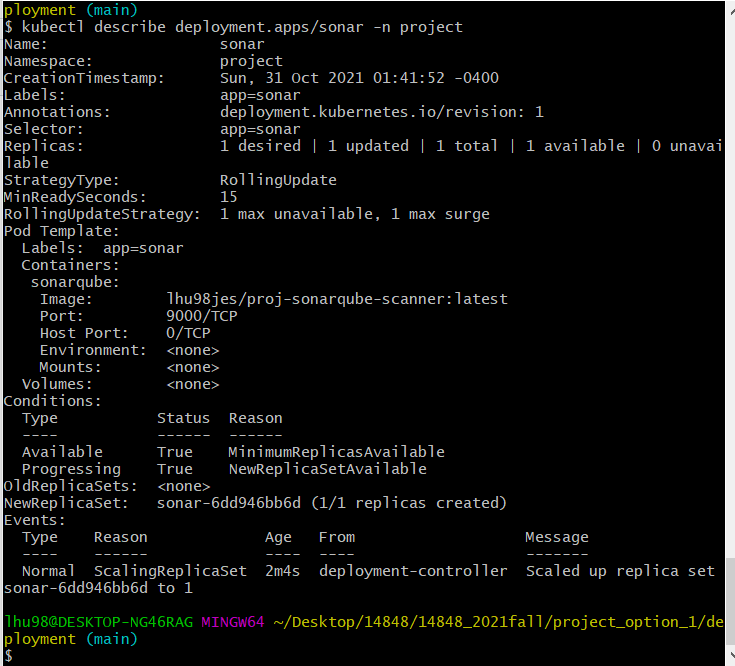 ployment (main)
$ kubectl describe deployment.apps/sonar -n project
Name:                   sonar
Namespace:              project
CreationTimestamp:      Sun, 31 Oct 2021 01:41:52 -0400
Labels:                 app=sonar
Annotations:            deployment.kubernetes.io/revision: 1
Selector:               app=sonar
Replicas:               1 desired | 1 updated | 1 total | 1 available | 0 unavai
lable
StrategyType:           RollingUpdate
MinReadySeconds:        15
RollingUpdateStrategy:  1 max unavailable, 1 max surge
Pod Template:
  Labels:  app=sonar
  Containers:
   sonarqube:
    Image:        lhu98jes/proj-sonarqube-scanner:latest
    Port:         9000/TCP
    Host Port:    0/TCP
    Environment:  <none>
    Mounts:       <none>
  Volumes:        <none>
Conditions:
  Type           Status  Reason
  ----           ------  ------
  Available      True    MinimumReplicasAvailable
  Progressing    True    NewReplicaSetAvailable
OldReplicaSets:  <none>
NewReplicaSet:   sonar-6dd946bb6d (1/1 replicas created)
Events:
  Type    Reason             Age   From                   Message
  ----    ------             ----  ----                   -------
  Normal  ScalingReplicaSet  2m4s  deployment-controller  Scaled up replica set
sonar-6dd946bb6d to 1

lhu98@DESKTOP-NG46RAG MINGW64 ~/Desktop/14848/14848_2021fall/project_option_1/de
ployment (main)
$